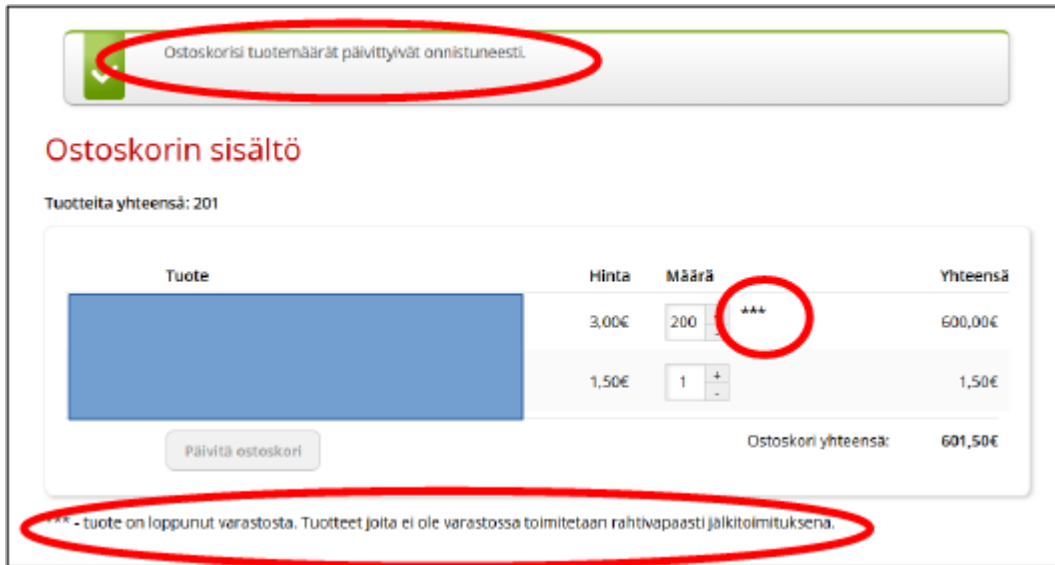 Ostoskorisi tuotemäärät päivittyivät onnistuneesti.
Ostoskorin sisältö
Tuotteita yhteensä: 201
Tuote Hinta Määrä Yhteensä
3,00€ 200 - *** 600,00€
1,50€ 1 + - 1,50€
Päivitä ostoskori Ostoskori yhteensä: 601,50€
*** - tuote on loppunut varastosta. Tuotteet joita ei ole varastossa toimitetaan rahtivapaasti jälkitoimituksena.